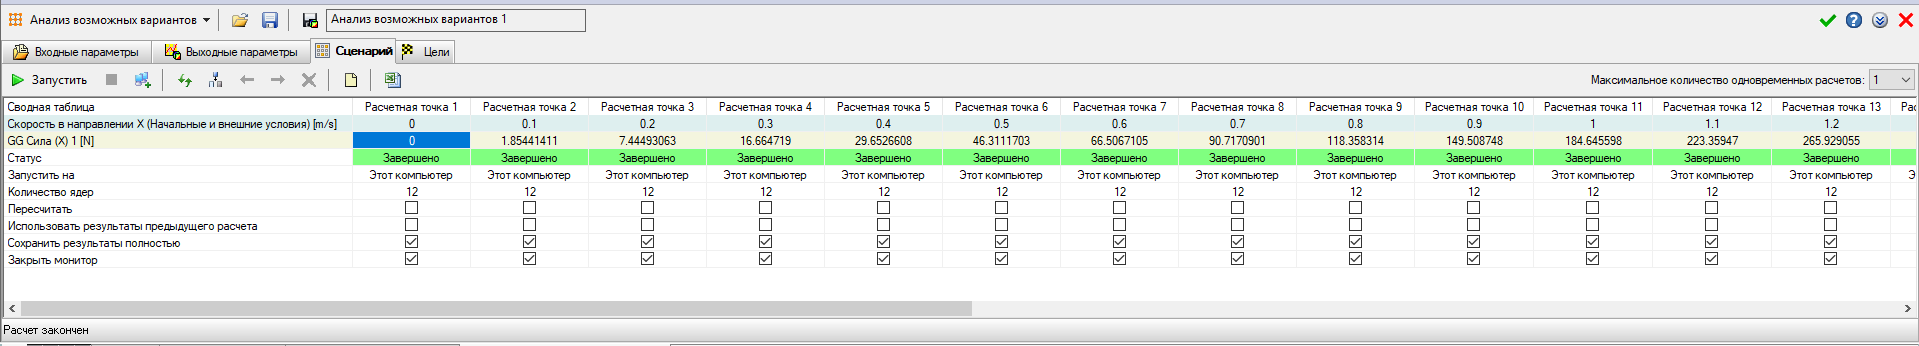 Анализ возможных вариантов Анализ возможных вариантов 1
Входные параметры Выходные параметры Сценарий Цели
Запустить Максимальное количество одновременных расчетов: 1
Сводная таблица Расчетная точка 1 Расчетная точка 2 Расчетная точка 3 Расчетная точка 4 Расчетная точка 5 Расчетная точка 6 Расчетная точка 7 Расчетная точка 8 Расчетная точка 9 Расчетная точка 10 Расчетная точка 11 Расчетная точка 12 Расчетная точка 13 Рас
Скорость в направлении X (Начальные и внешние условия) [m/s] 0 0.1 0.2 0.3 0.4 0.5 0.6 0.7 0.8 0.9 1 1.1 1.2
GG Сила (X) 1 [N] 0 1.85441411 7.44493063 16.664719 29.6526608 46.3111703 66.5067105 90.7170901 118.358314 149.508748 184.645598 223.35947 265.929055
Статус Завершено Завершено Завершено Завершено Завершено Завершено Завершено Завершено Завершено Завершено Завершено Завершено Завершено
Запустить на Этот компьютер Этот компьютер Этот компьютер Этот компьютер Этот компьютер Этот компьютер Этот компьютер Этот компьютер Этот компьютер Этот компьютер Этот компьютер Этот компьютер Этот компьютер Э
Количество ядер 12 12 12 12 12 12 12 12 12 12 12 12 12
Пересчитать
Использовать результаты предыдущего расчета
Сохранить результаты полностью
Закрыть монитор
Расчет закончен